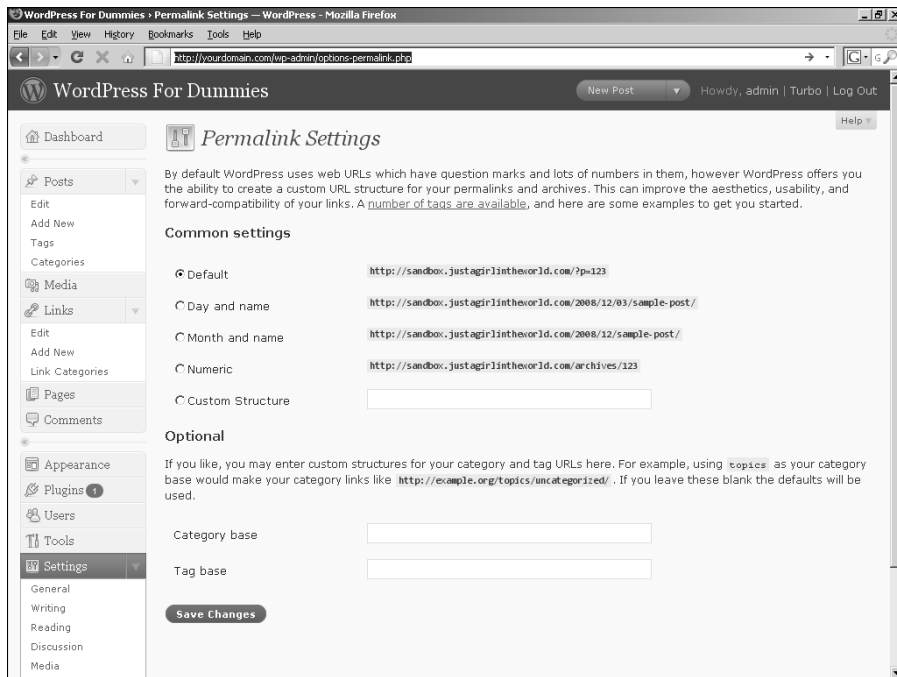 WordPress For Dummies › Permalink Settings — WordPress - Mozilla Firefox
File Edit View History Bookmarks Tools Help
http://yourdomain.com/wp-admin/options-permalink.php
G
WordPress For Dummies
New Post
Howdy, admin | Turbo | Log Out
Help
Dashboard
Posts
Edit
Add New
Tags
Categories
Media
Links
Edit
Add New
Link Categories
Pages
Comments
Appearance
Plugins 1
Users
Tools
Settings
General
Writing
Reading
Discussion
Media
Permalink Settings
By default WordPress uses web URLs which have question marks and lots of numbers in them, however WordPress offers you
the ability to create a custom URL structure for your permalinks and archives. This can improve the aesthetics, usability, and
forward-compatibility of your links. A number of tags are available, and here are some examples to get you started.
Common settings
Default http://sandbox.justagirlintheworld.com/?p=123
Day and name http://sandbox.justagirlintheworld.com/2008/12/03/sample-post/
Month and name http://sandbox.justagirlintheworld.com/2008/12/sample-post/
Numeric http://sandbox.justagirlintheworld.com/archives/123
Custom Structure
Optional
If you like, you may enter custom structures for your category and tag URLs here. For example, using topics as your category
base would make your category links like http://example.org/topics/uncategorized/ . If you leave these blank the defaults will be
used.
Category base
Tag base
Save Changes